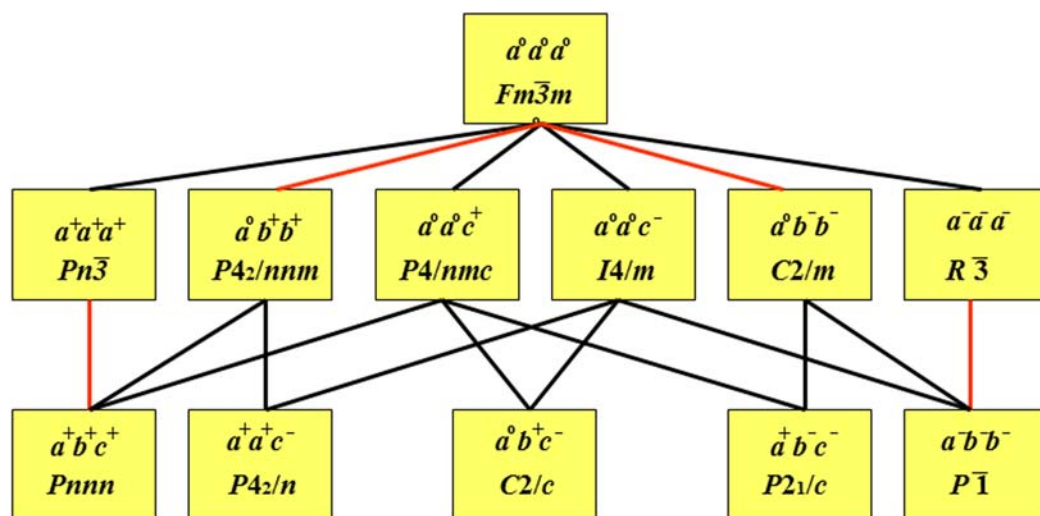 a⁰a⁰a⁰
Fm3̅m
a⁺a⁺a⁺
Pn3̅
a⁰b⁺b⁺
P4₂/nnm
a⁰a⁰c⁺
P4/nmc
a⁰a⁰c⁻
I4/m
a⁰b⁻b⁻
C2/m
a⁻a⁻a⁻
R3̅
a⁺b⁺c⁺
Pnnn
a⁺a⁺c⁻
P4₂/n
a⁰b⁺c⁻
C2/c
a⁺b⁻c⁻
P2₁/c
a⁻b⁻b⁻
P1̅